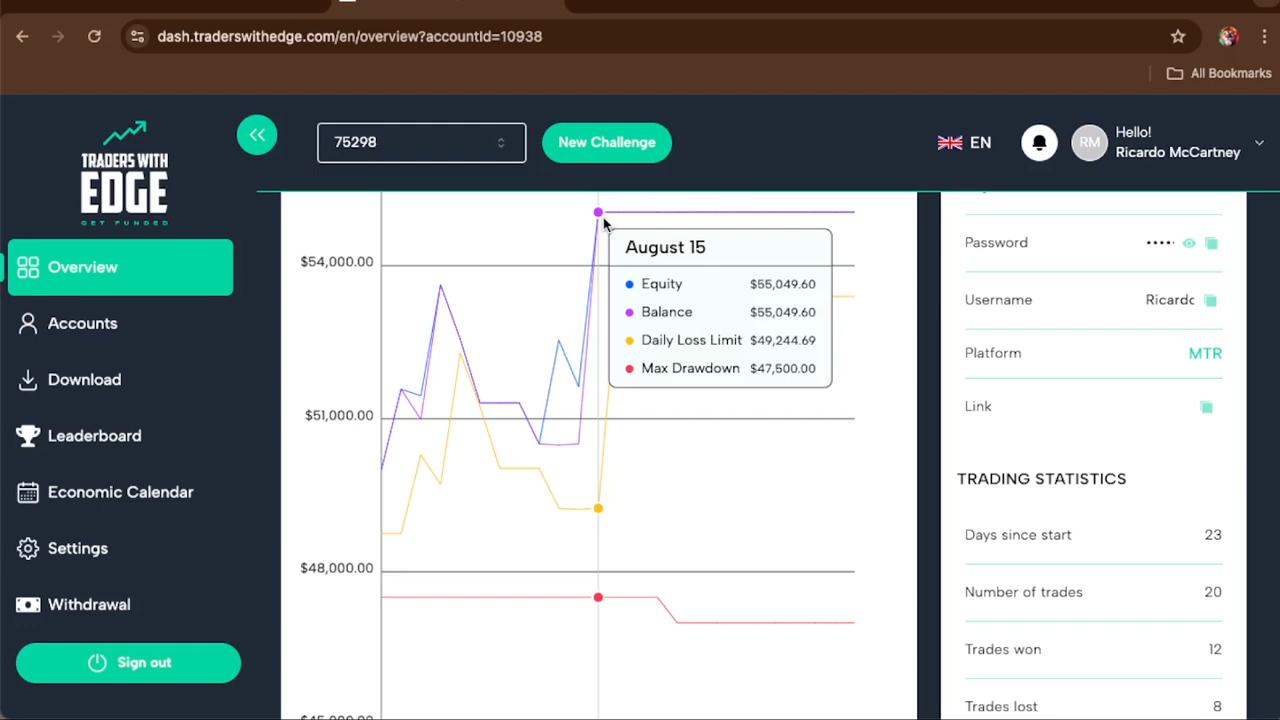 dash.traderswithedge.com/en/overview?accountId=10938
All Bookmarks
TRADERS WITH
EDGE
GET FUNDED
75298
New Challenge
EN
RM
Hello!
Ricardo McCartney
Overview
Accounts
Download
Leaderboard
Economic Calendar
Settings
Withdrawal
Sign out
$54,000.00
$51,000.00
$48,000.00
August 15
Equity $55,049.60
Balance $55,049.60
Daily Loss Limit $49,244.69
Max Drawdown $47,500.00
Password •••••
Username Ricardc
Platform MTR
Link
TRADING STATISTICS
Days since start 23
Number of trades 20
Trades won 12
Trades lost 8